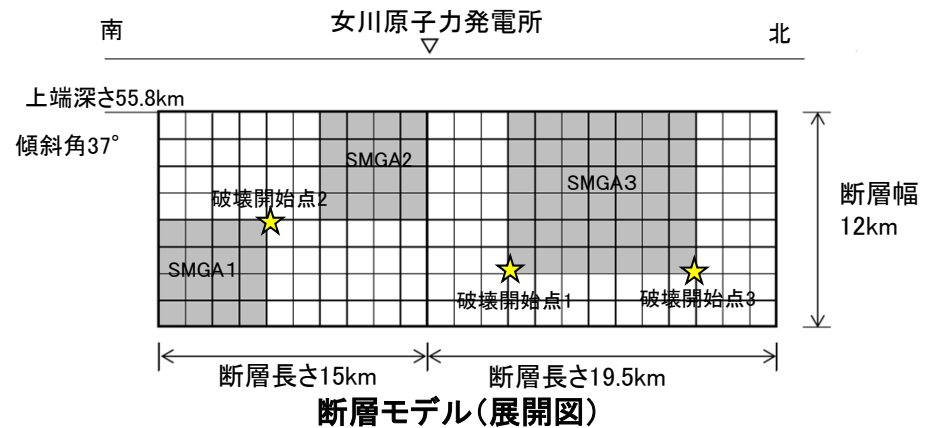 南
女川原子力発電所
北
上端深さ55.8km
傾斜角37°
SMGA2
SMGA3
破壊開始点2
SMGA1
破壊開始点1
破壊開始点3
断層幅
12km
断層長さ15km
断層長さ19.5km
断層モデル(展開図)